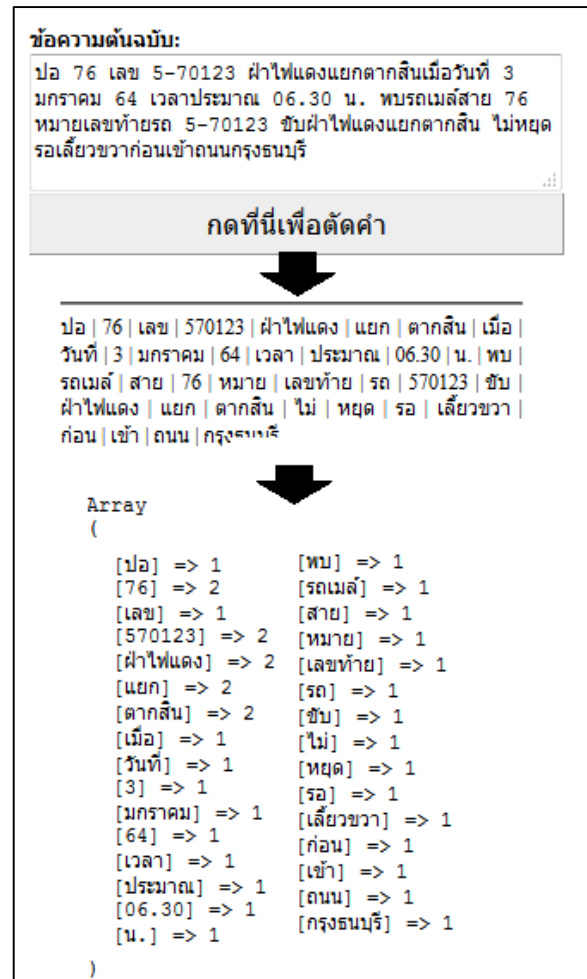 ข้อความต้นฉบับ:
ปอ 76 เลข 5-70123 ฝ่าไฟแดงแยกตากสินเมื่อวันที่ 3
มกราคม 64 เวลาประมาณ 06.30 น. พบรถเมล์สาย 76
หมายเลขท้ายรถ 5-70123 ขับฝ่าไฟแดงแยกตากสิน ไม่หยุด
รอเลี้ยวขวาก่อนเข้าถนนกรุงธนบุรี
กดที่นี่เพื่อตัดคำ
ปอ | 76 | เลข | 570123 | ฝ่าไฟแดง | แยก | ตากสิน | เมื่อ |
วันที่ | 3 | มกราคม | 64 | เวลา | ประมาณ | 06.30 | น. | พบ |
รถเมล์ | สาย | 76 | หมาย | เลขท้าย | รถ | 570123 | ขับ |
ฝ่าไฟแดง | แยก | ตากสิน | ไม่ | หยุด | รอ | เลี้ยวขวา |
ก่อน | เข้า | ถนน | กรุงธนบุรี
Array
(
[ปอ] => 1
[76] => 2
[เลข] => 1
[570123] => 2
[ฝ่าไฟแดง] => 2
[แยก] => 2
[ตากสิน] => 2
[เมื่อ] => 1
[วันที่] => 1
[3] => 1
[มกราคม] => 1
[64] => 1
[เวลา] => 1
[ประมาณ] => 1
[06.30] => 1
[น.] => 1
[พบ] => 1
[รถเมล์] => 1
[สาย] => 1
[หมาย] => 1
[เลขท้าย] => 1
[รถ] => 1
[ขับ] => 1
[ไม่] => 1
[หยุด] => 1
[รอ] => 1
[เลี้ยวขวา] => 1
[ก่อน] => 1
[เข้า] => 1
[ถนน] => 1
[กรุงธนบุรี] => 1
)